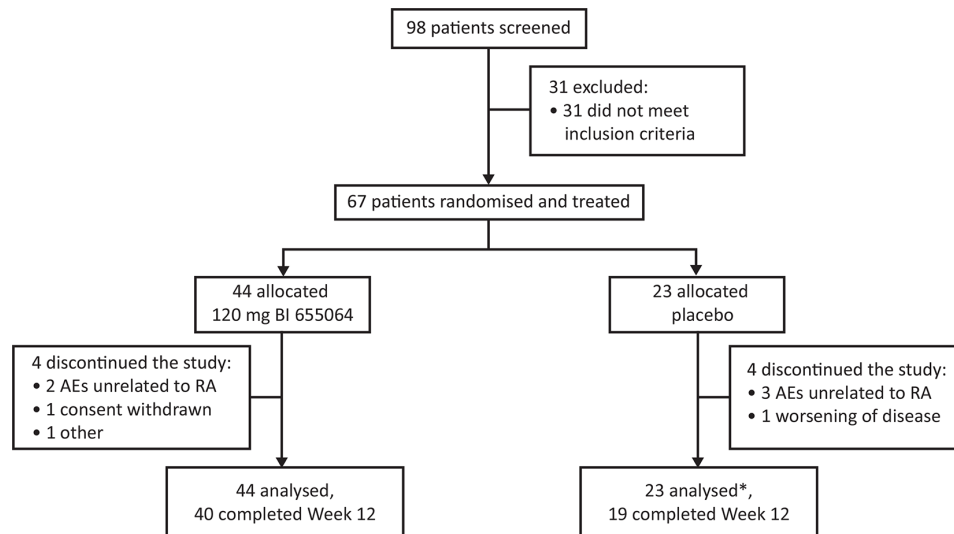 98 patients screened
31 excluded:
• 31 did not meet
inclusion criteria
67 patients randomised and treated
44 allocated
120 mg BI 655064
23 allocated
placebo
4 discontinued the study:
• 2 AEs unrelated to RA
• 1 consent withdrawn
• 1 other
4 discontinued the study:
• 3 AEs unrelated to RA
• 1 worsening of disease
44 analysed,
40 completed Week 12
23 analysed*,
19 completed Week 12